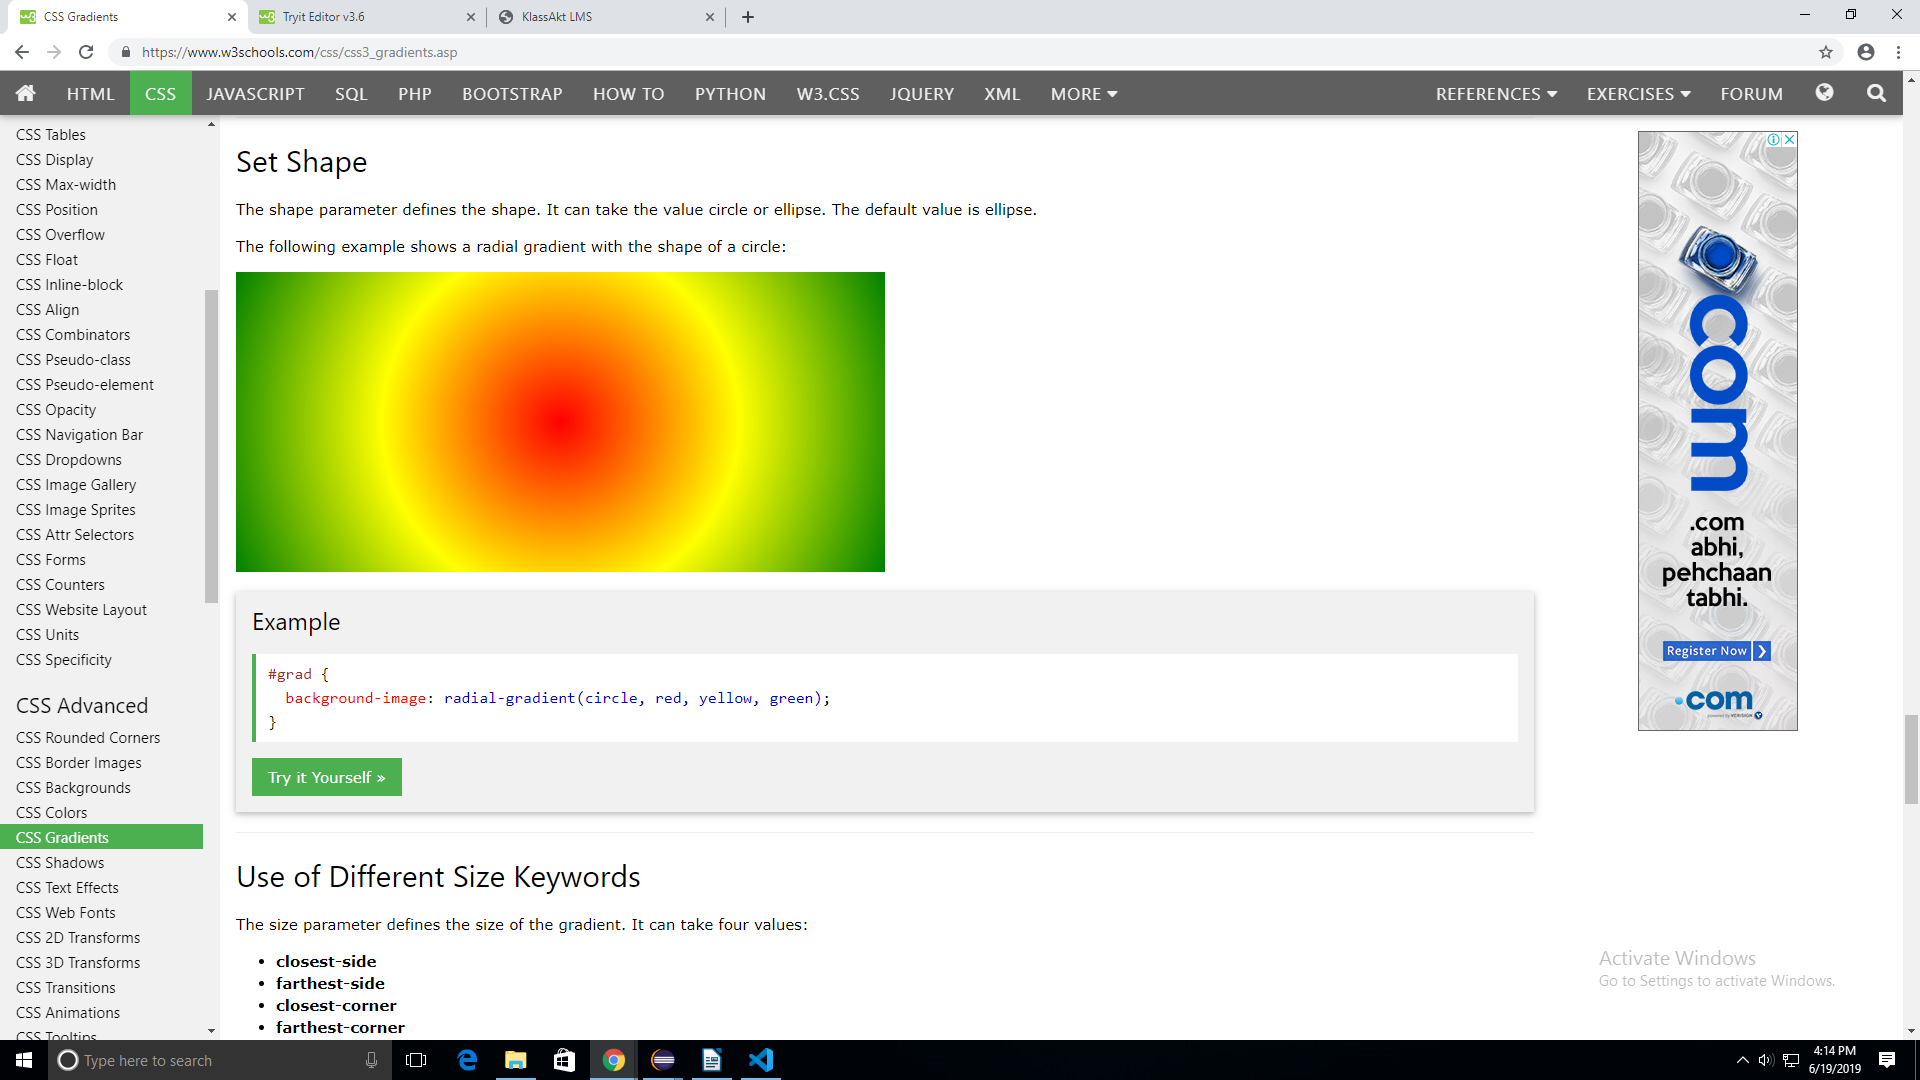 CSS Gradients
Tryit Editor v3.6
KlassAkt LMS
https://www.w3schools.com/css/css3_gradients.asp
HTML CSS JAVASCRIPT SQL PHP BOOTSTRAP HOW TO PYTHON W3.CSS JQUERY XML MORE REFERENCES EXERCISES FORUM
CSS Tables
CSS Display
CSS Max-width
CSS Position
CSS Overflow
CSS Float
CSS Inline-block
CSS Align
CSS Combinators
CSS Pseudo-class
CSS Pseudo-element
CSS Opacity
CSS Navigation Bar
CSS Dropdowns
CSS Image Gallery
CSS Image Sprites
CSS Attr Selectors
CSS Forms
CSS Counters
CSS Website Layout
CSS Units
CSS Specificity
CSS Advanced
CSS Rounded Corners
CSS Border Images
CSS Backgrounds
CSS Colors
CSS Gradients
CSS Shadows
CSS Text Effects
CSS Web Fonts
CSS 2D Transforms
CSS 3D Transforms
CSS Transitions
CSS Animations
CSS Tooltips
Set Shape
The shape parameter defines the shape. It can take the value circle or ellipse. The default value is ellipse.
The following example shows a radial gradient with the shape of a circle:
Example
#grad {
  background-image: radial-gradient(circle, red, yellow, green);
}
Try it Yourself »
Use of Different Size Keywords
The size parameter defines the size of the gradient. It can take four values:
• closest-side
• farthest-side
• closest-corner
• farthest-corner
com
.com
abhi,
pehchaan
tabhi.
Register Now
.com
powered by VERISIGN
Activate Windows
Go to Settings to activate Windows.
Type here to search
4:14 PM
6/19/2019